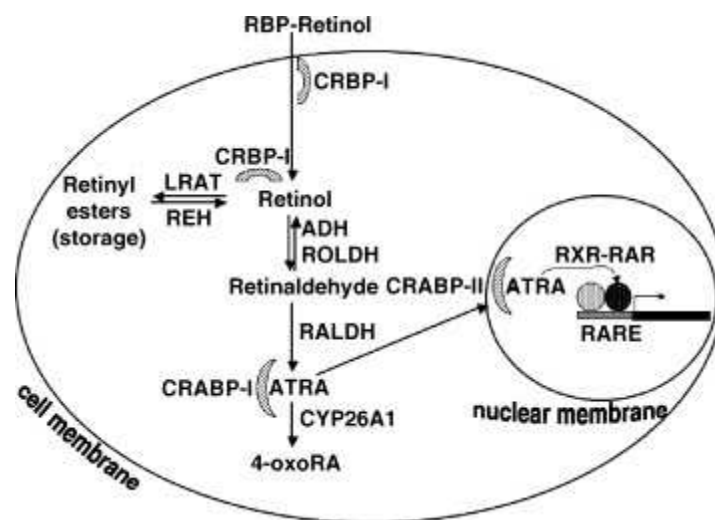 RBP-Retinol
CRBP-I
CRBP-I
LRAT
Retinyl
esters
(storage)
REH
Retinol
ADH
ROLDH
Retinaldehyde
RALDH
CRABP-I
ATRA
CYP26A1
4-oxoRA
CRABP-II
ATRA
RXR-RAR
RARE
nuclear membrane
cell membrane